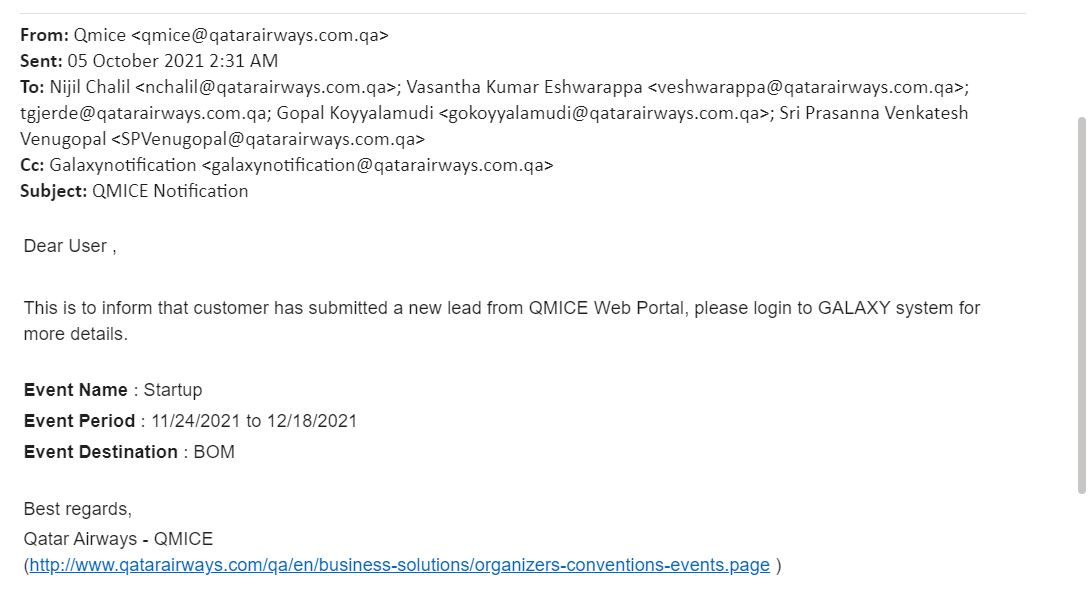 From: Qmice <qmice@qatarairways.com.qa>
Sent: 05 October 2021 2:31 AM
To: Nijil Chalil <nchalil@qatarairways.com.qa>; Vasantha Kumar Eshwarappa <veshwarappa@qatarairways.com.qa>;
tgjerde@qatarairways.com.qa; Gopal Koyyalamudi <gokoyyalamudi@qatarairways.com.qa>; Sri Prasanna Venkatesh
Venugopal <SPVenugopal@qatarairways.com.qa>
Cc: Galaxynotification <galaxynotification@qatarairways.com.qa>
Subject: QMICE Notification
Dear User ,
This is to inform that customer has submitted a new lead from QMICE Web Portal, please login to GALAXY system for
more details.
Event Name : Startup
Event Period : 11/24/2021 to 12/18/2021
Event Destination : BOM
Best regards,
Qatar Airways - QMICE
(http://www.qatarairways.com/qa/en/business-solutions/organizers-conventions-events.page )